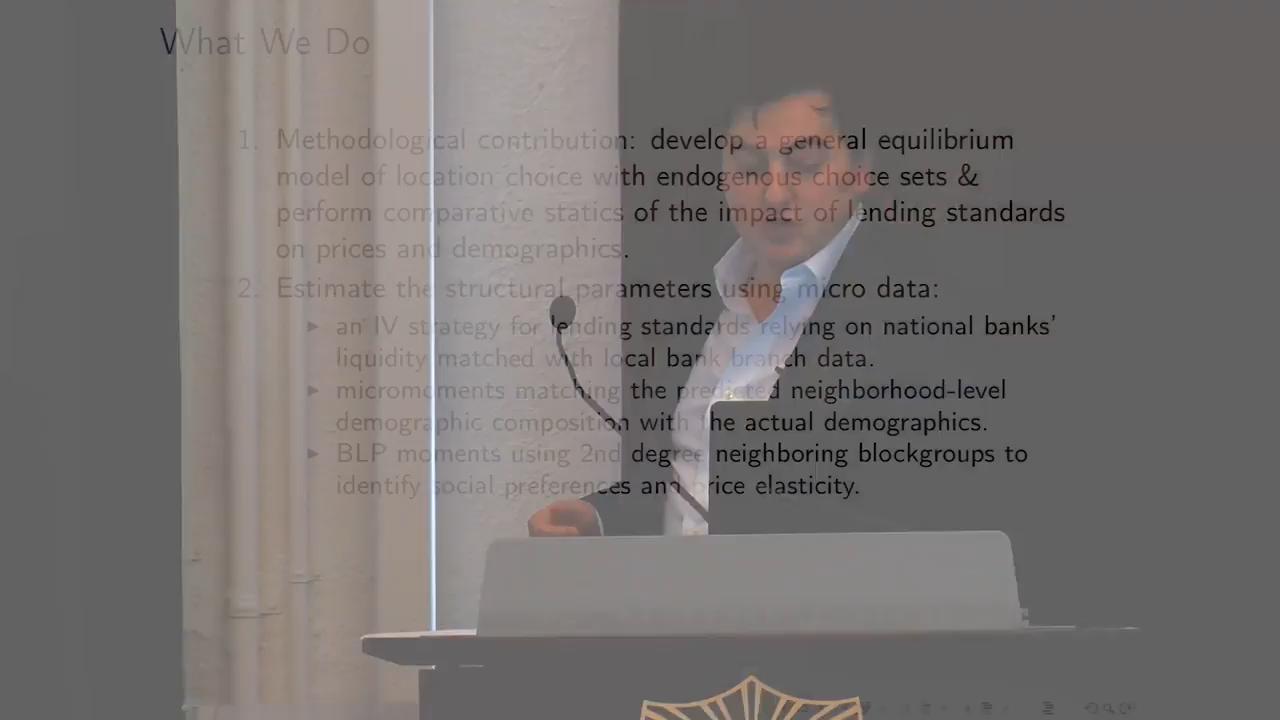 What We Do
1. Methodological contribution: develop a general equilibrium
model of location choice with endogenous choice sets &
perform comparative statics of the impact of lending standards
on prices and demographics.
2. Estimate the structural parameters using micro data:
▸ an IV strategy for lending standards relying on national banks'
liquidity matched with local bank branch data.
▸ micromoments matching the predicted neighborhood-level
demographic composition with the actual demographics.
▸ BLP moments using 2nd degree neighboring blockgroups to
identify social preferences and price elasticity.